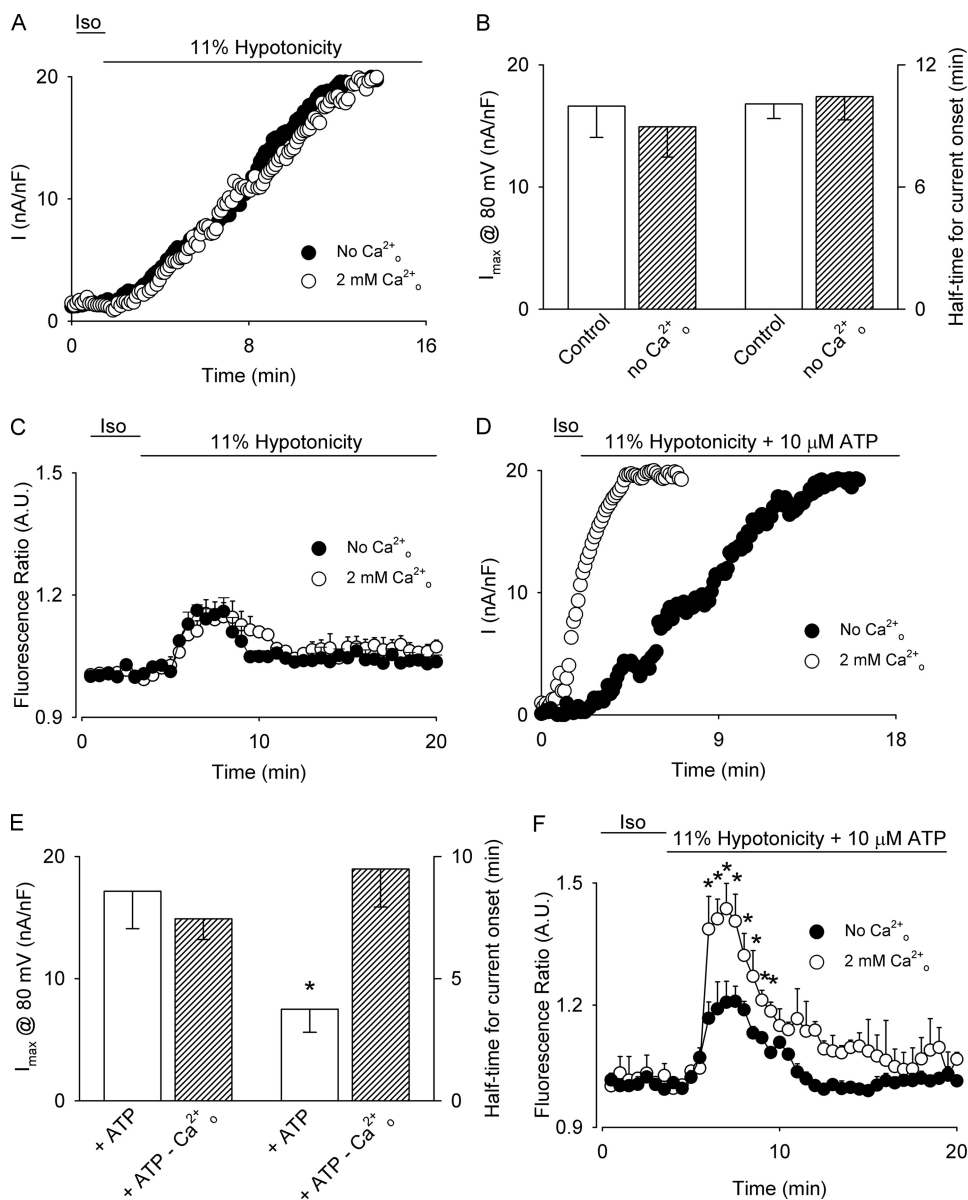 A
Iso
11% Hypotonicity
20
10
0
I (nA/nF)
No Ca²⁺ₒ
2 mM Ca²⁺ₒ
0 8 16
Time (min)
B
20
10
0
I max @ 80 mV (nA/nF)
12
6
0
Half-time for current onset (min)
Control
no Ca²⁺ₒ
Control
no Ca²⁺ₒ
C
Iso
11% Hypotonicity
1.5
1.2
0.9
Fluorescence Ratio (A.U.)
No Ca²⁺ₒ
2 mM Ca²⁺ₒ
0 10 20
Time (min)
D
Iso
11% Hypotonicity + 10 μM ATP
20
10
0
I (nA/nF)
No Ca²⁺ₒ
2 mM Ca²⁺ₒ
0 9 18
Time (min)
E
20
10
0
I max @ 80 mV (nA/nF)
*
10
5
0
Half-time for current onset (min)
+ ATP
+ ATP - Ca²⁺ₒ
+ ATP
+ ATP - Ca²⁺ₒ
F
Iso
11% Hypotonicity + 10 μM ATP
1.5
1.2
0.9
Fluorescence Ratio (A.U.)
* * * * * * * *
No Ca²⁺ₒ
2 mM Ca²⁺ₒ
0 10 20
Time (min)